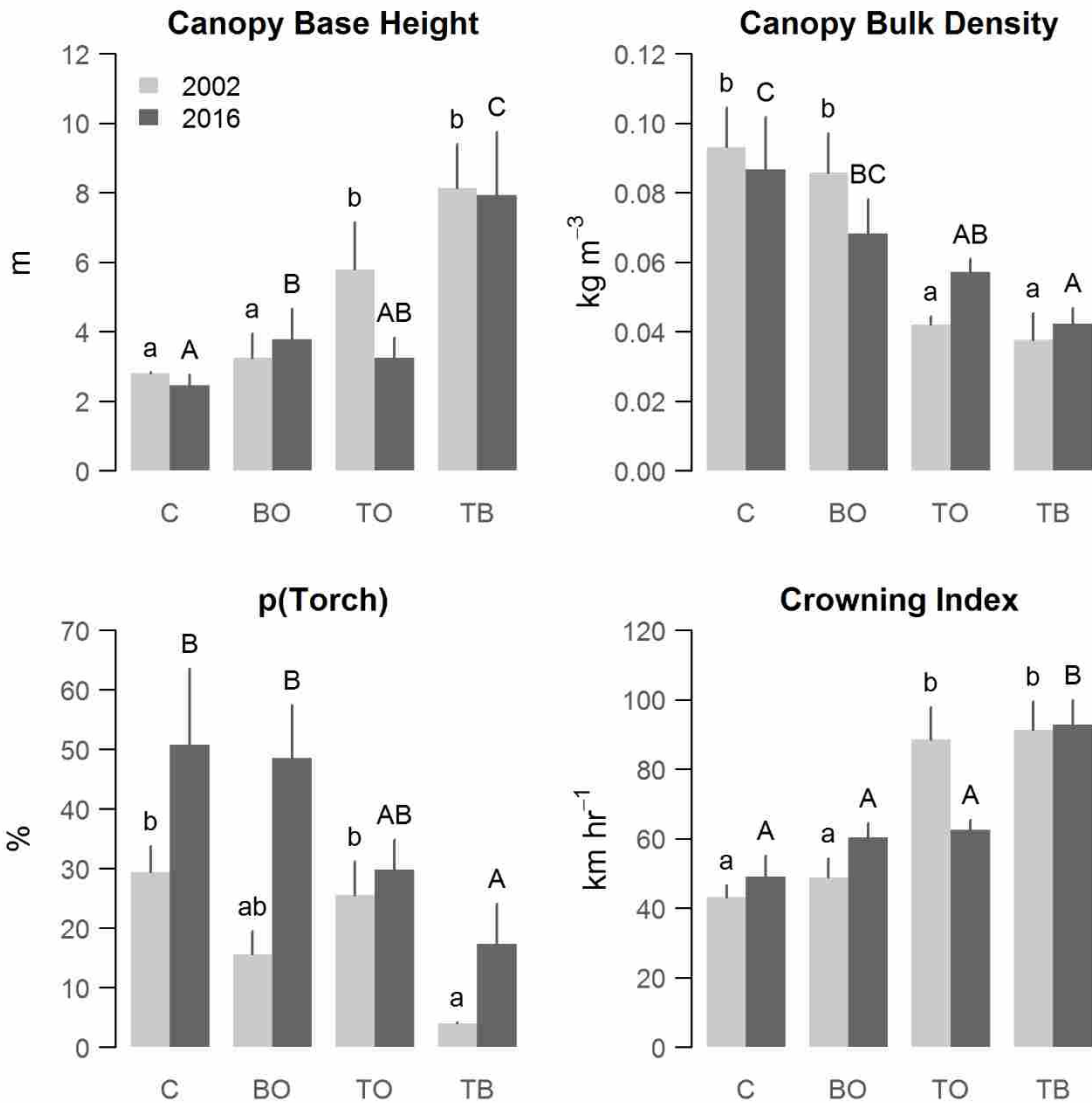 Canopy Base Height
12
10
8
6
4
2
0
m
2002
2016
a
A
a
B
b
AB
b
C
C
BO
TO
TB
Canopy Bulk Density
0.12
0.10
0.08
0.06
0.04
0.02
0.00
kg m⁻³
b
C
b
BC
a
AB
a
A
C
BO
TO
TB
p(Torch)
70
60
50
40
30
20
10
0
%
b
B
ab
B
b
AB
a
A
C
BO
TO
TB
Crowning Index
120
100
80
60
40
20
0
km hr⁻¹
a
A
a
A
b
A
b
B
C
BO
TO
TB